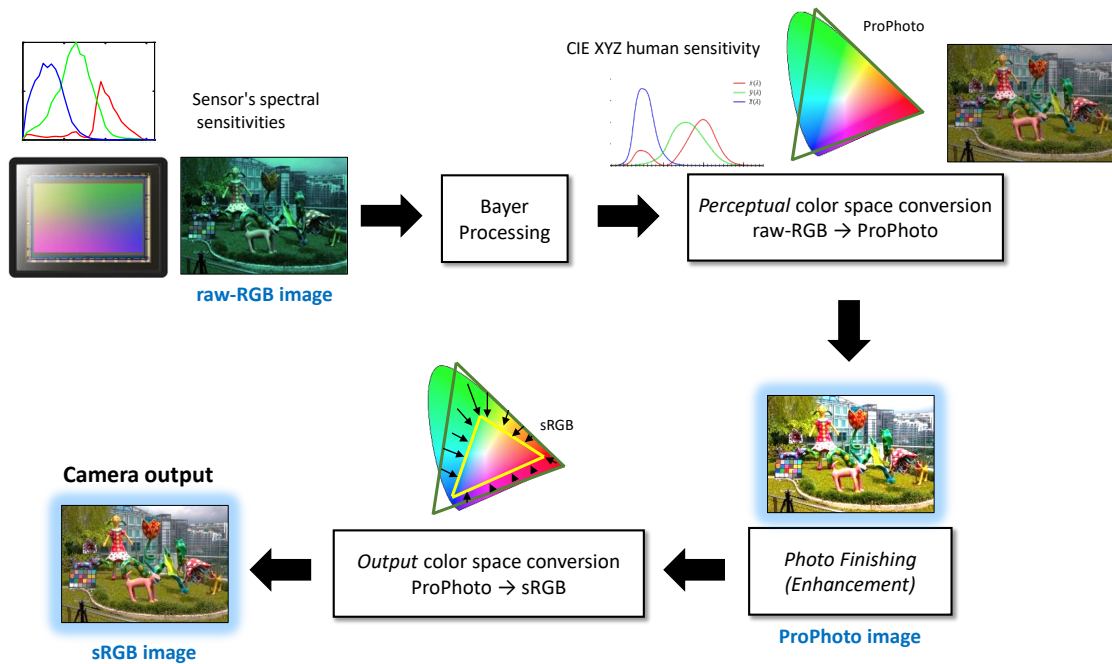 CIE XYZ human sensitivity
ProPhoto
x̄(λ)
ȳ(λ)
z̄(λ)
Sensor's spectral
sensitivities
Bayer
Processing
Perceptual color space conversion
raw-RGB → ProPhoto
raw-RGB image
sRGB
Camera output
Output color space conversion
ProPhoto → sRGB
Photo Finishing
(Enhancement)
sRGB image
ProPhoto image